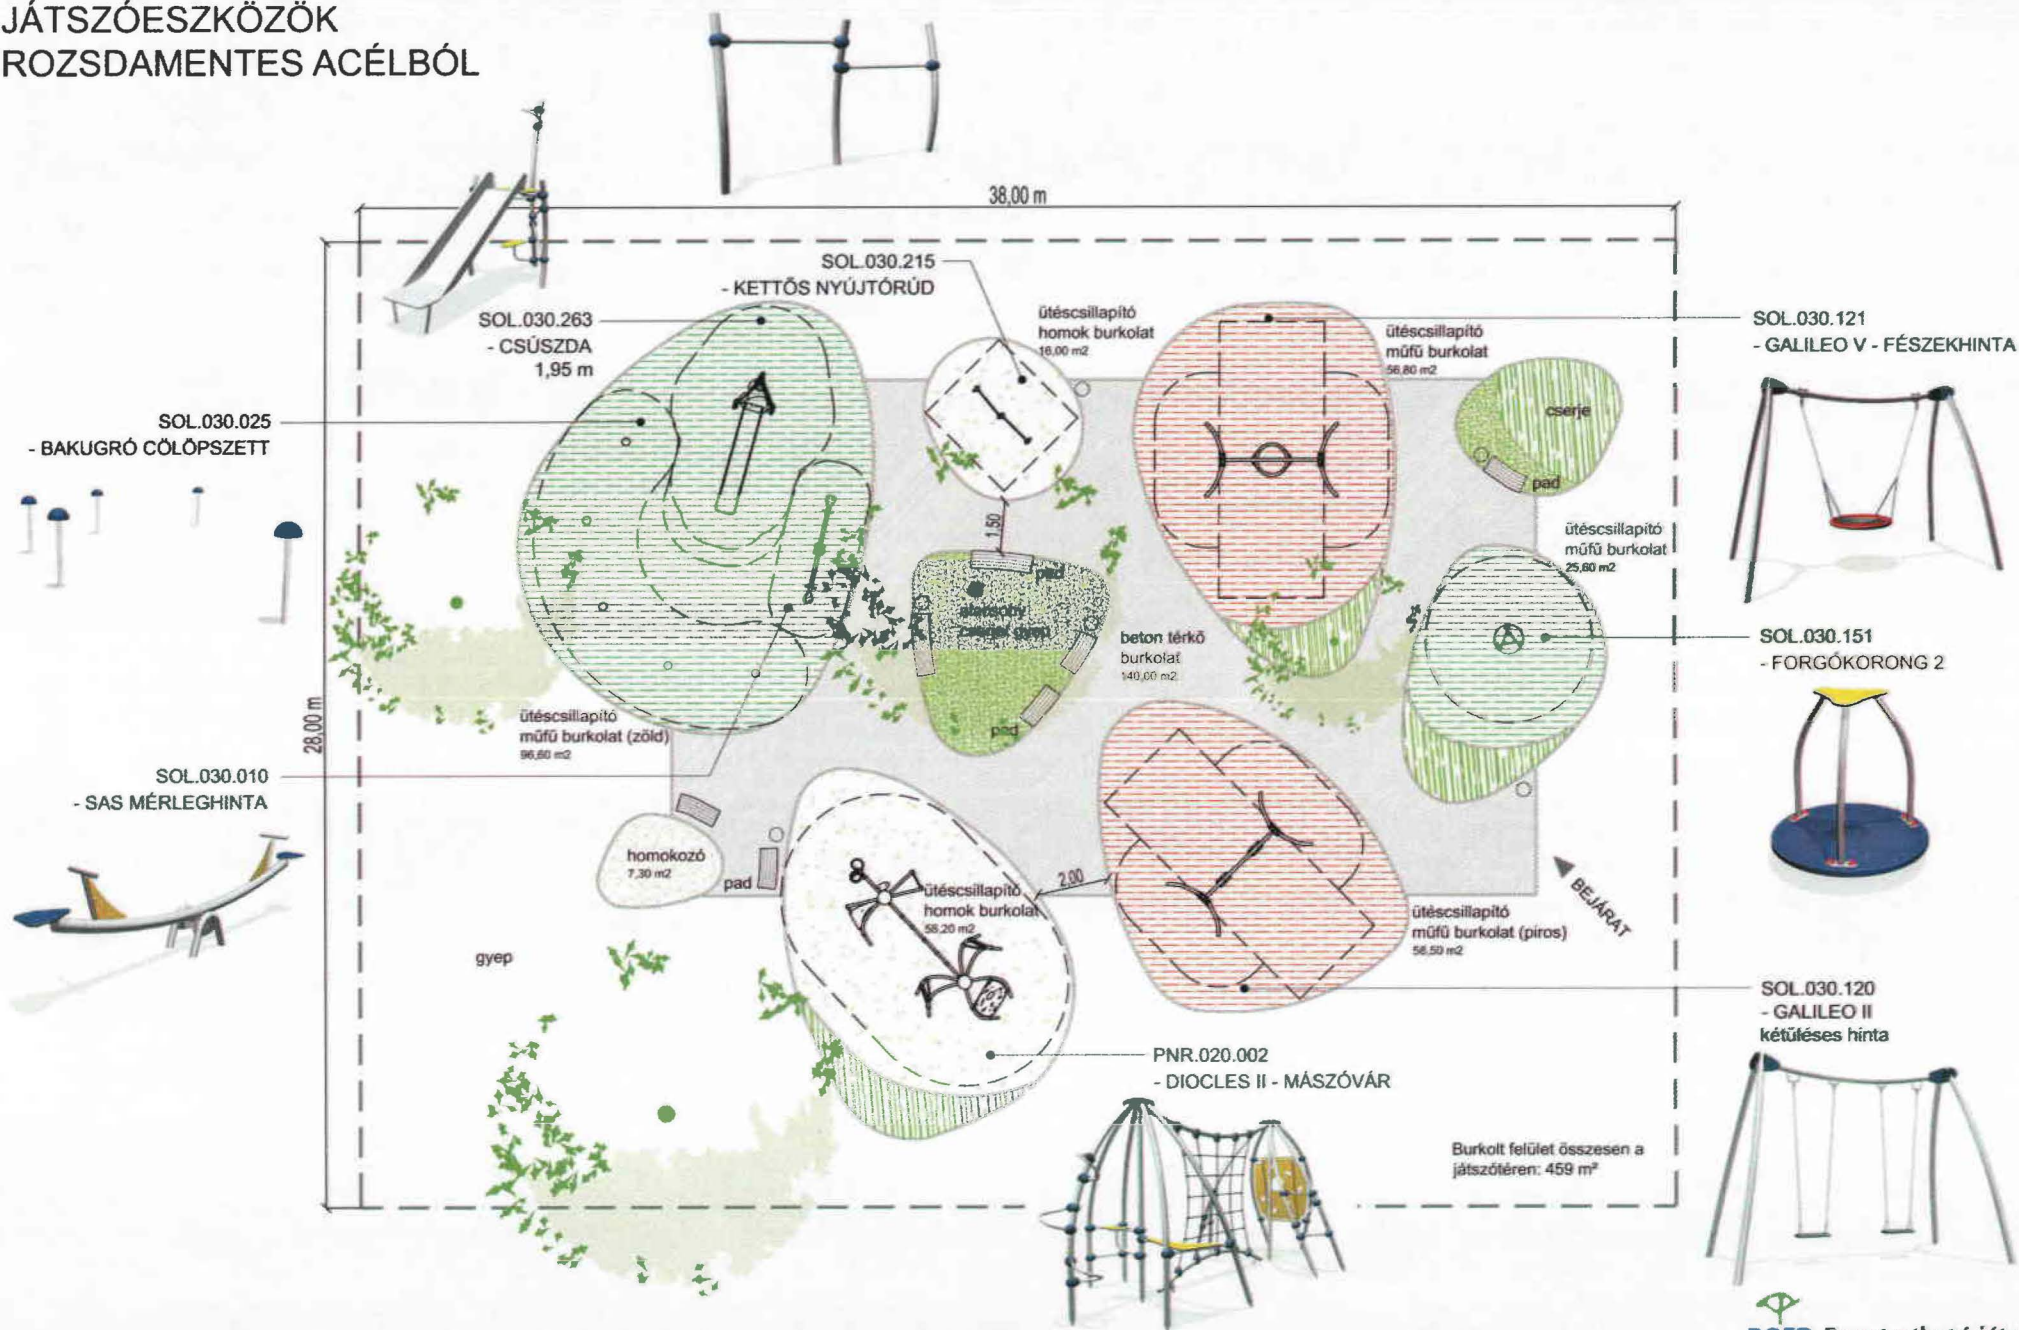 JÁTSZÓESZKÖZÖK
ROZSDAMENTES ACÉLBÓL
38,00 m
SOL.030.215
- KETTŐS NYÚJTÓRÚD
SOL.030.263
- CSÚSZDA
1,95 m
ütéscsillapító
homok burkolat
16,00 m2
ütéscsillapító
műfű burkolat
56,80 m2
SOL.030.121
- GALILEO V - FÉSZEKHINTA
SOL.030.025
- BAKUGRÓ CÖLÖPSZETT
cserje
pad
1,50
ütéscsillapító
műfű burkolat
25,60 m2
pad
gyep
beton térkő
burkolat
140,00 m2
SOL.030.151
- FORGÓKORONG 2
28,00 m
ütéscsillapító
műfű burkolat (zöld)
96,60 m2
pad
SOL.030.010
- SAS MÉRLEGHINTA
homokozó
7,30 m2
pad
ütéscsillapító
homok burkolat
58,20 m2
2,00
ütéscsillapító
műfű burkolat (piros)
58,50 m2
BEJÁRAT
gyep
SOL.030.120
- GALILEO II
kétüléses hinta
PNR.020.002
- DIOCLES II - MÁSZÓVÁR
Burkolt felület összesen a
játszótéren: 459 m²